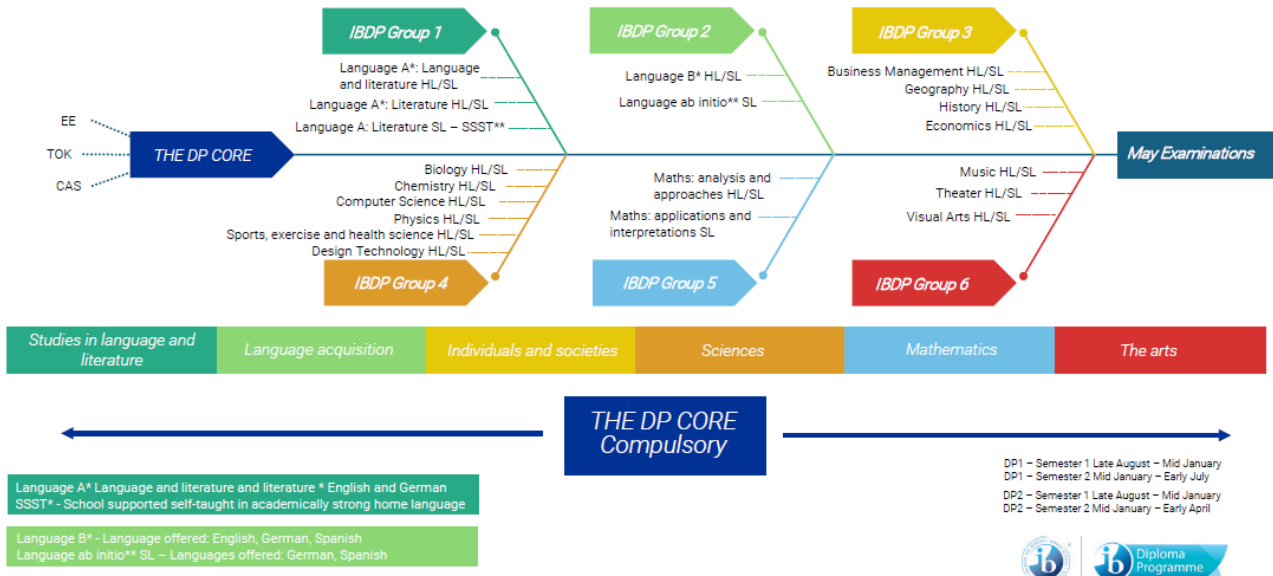 IBDP Group 1
Language A*: Language
and literature HL/SL
Language A*: Literature HL/SL
Language A: Literature SL – SSST**
IBDP Group 2
Language B* HL/SL
Language ab initio** SL
IBDP Group 3
Business Management HL/SL
Geography HL/SL
History HL/SL
Economics HL/SL
EE
TOK
CAS
THE DP CORE
May Examinations
Biology HL/SL
Chemistry HL/SL
Computer Science HL/SL
Physics HL/SL
Sports, exercise and health science HL/SL
Design Technology HL/SL
IBDP Group 4
Maths: analysis and
approaches HL/SL
Maths: applications and
interpretations SL
IBDP Group 5
Music HL/SL
Theater HL/SL
Visual Arts HL/SL
IBDP Group 6
Studies in language and
literature
Language acquisition
Individuals and societies
Sciences
Mathematics
The arts
THE DP CORE
Compulsory
Language A* Language and literature and literature * English and German
SSST* - School supported self-taught in academically strong home language
Language B* - Language offered: English, German, Spanish
Language ab initio** SL – Languages offered: German, Spanish
DP1 – Semester 1 Late August – Mid January
DP1 – Semester 2 Mid January – Early July
DP2 – Semester 1 Late August – Mid January
DP2 – Semester 2 Mid January – Early April
ib
ib
Diploma
Programme